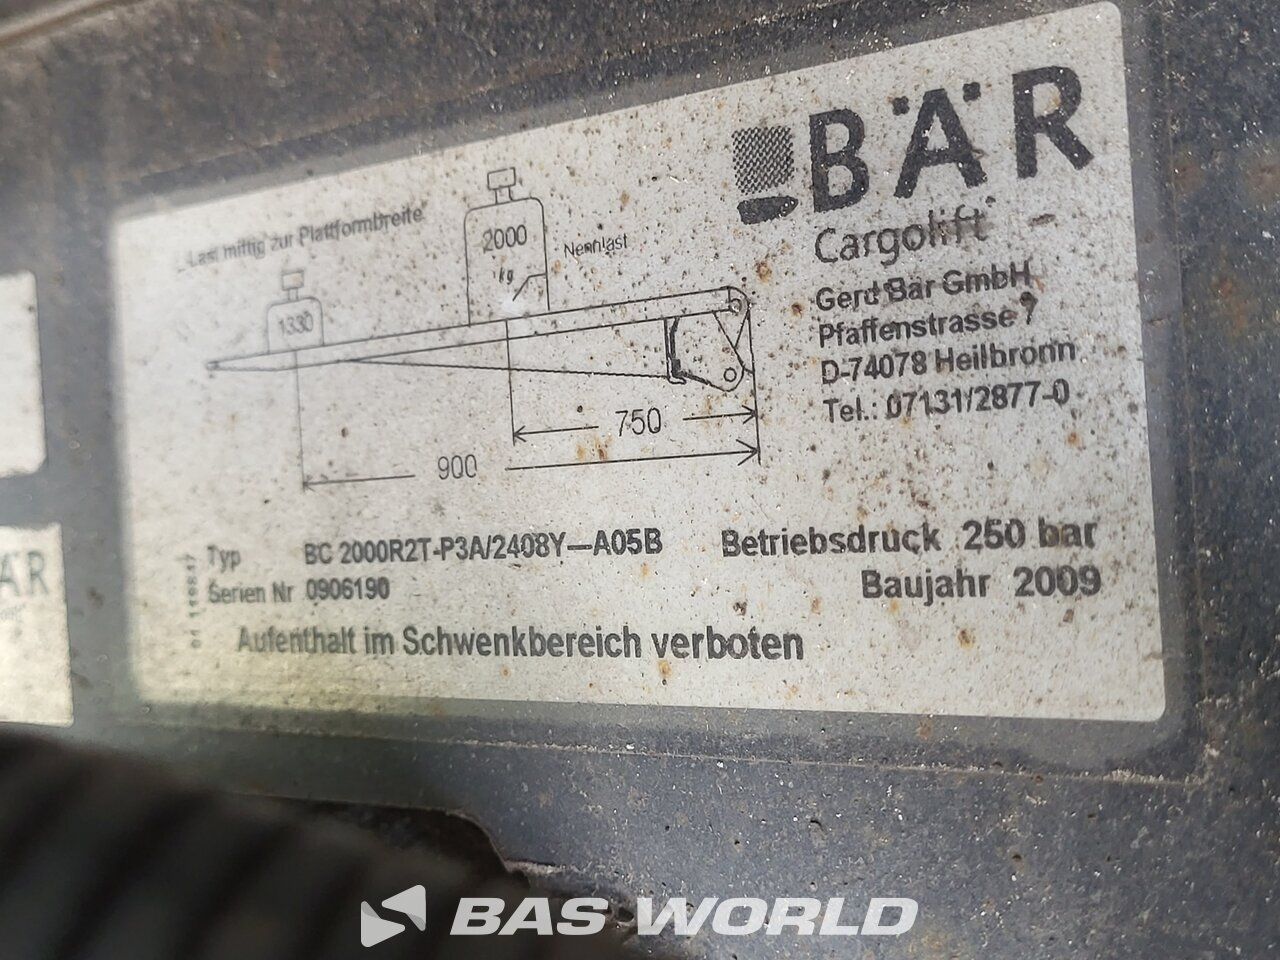 BÄR
Cargolift
Gerd Bär GmbH
Pfaffenstrasse 7
D-74078 Heilbronn
Tel.: 07131/2877-0
Last mittig zur Plattformbreite
2000
kg
Nennlast
1330
750
900
Typ BC 2000R2T-P3A/2408Y-A05B
Serien Nr 0906190
Betriebsdruck 250 bar
Baujahr 2009
Aufenthalt im Schwenkbereich verboten
ÄR
BAS WORLD